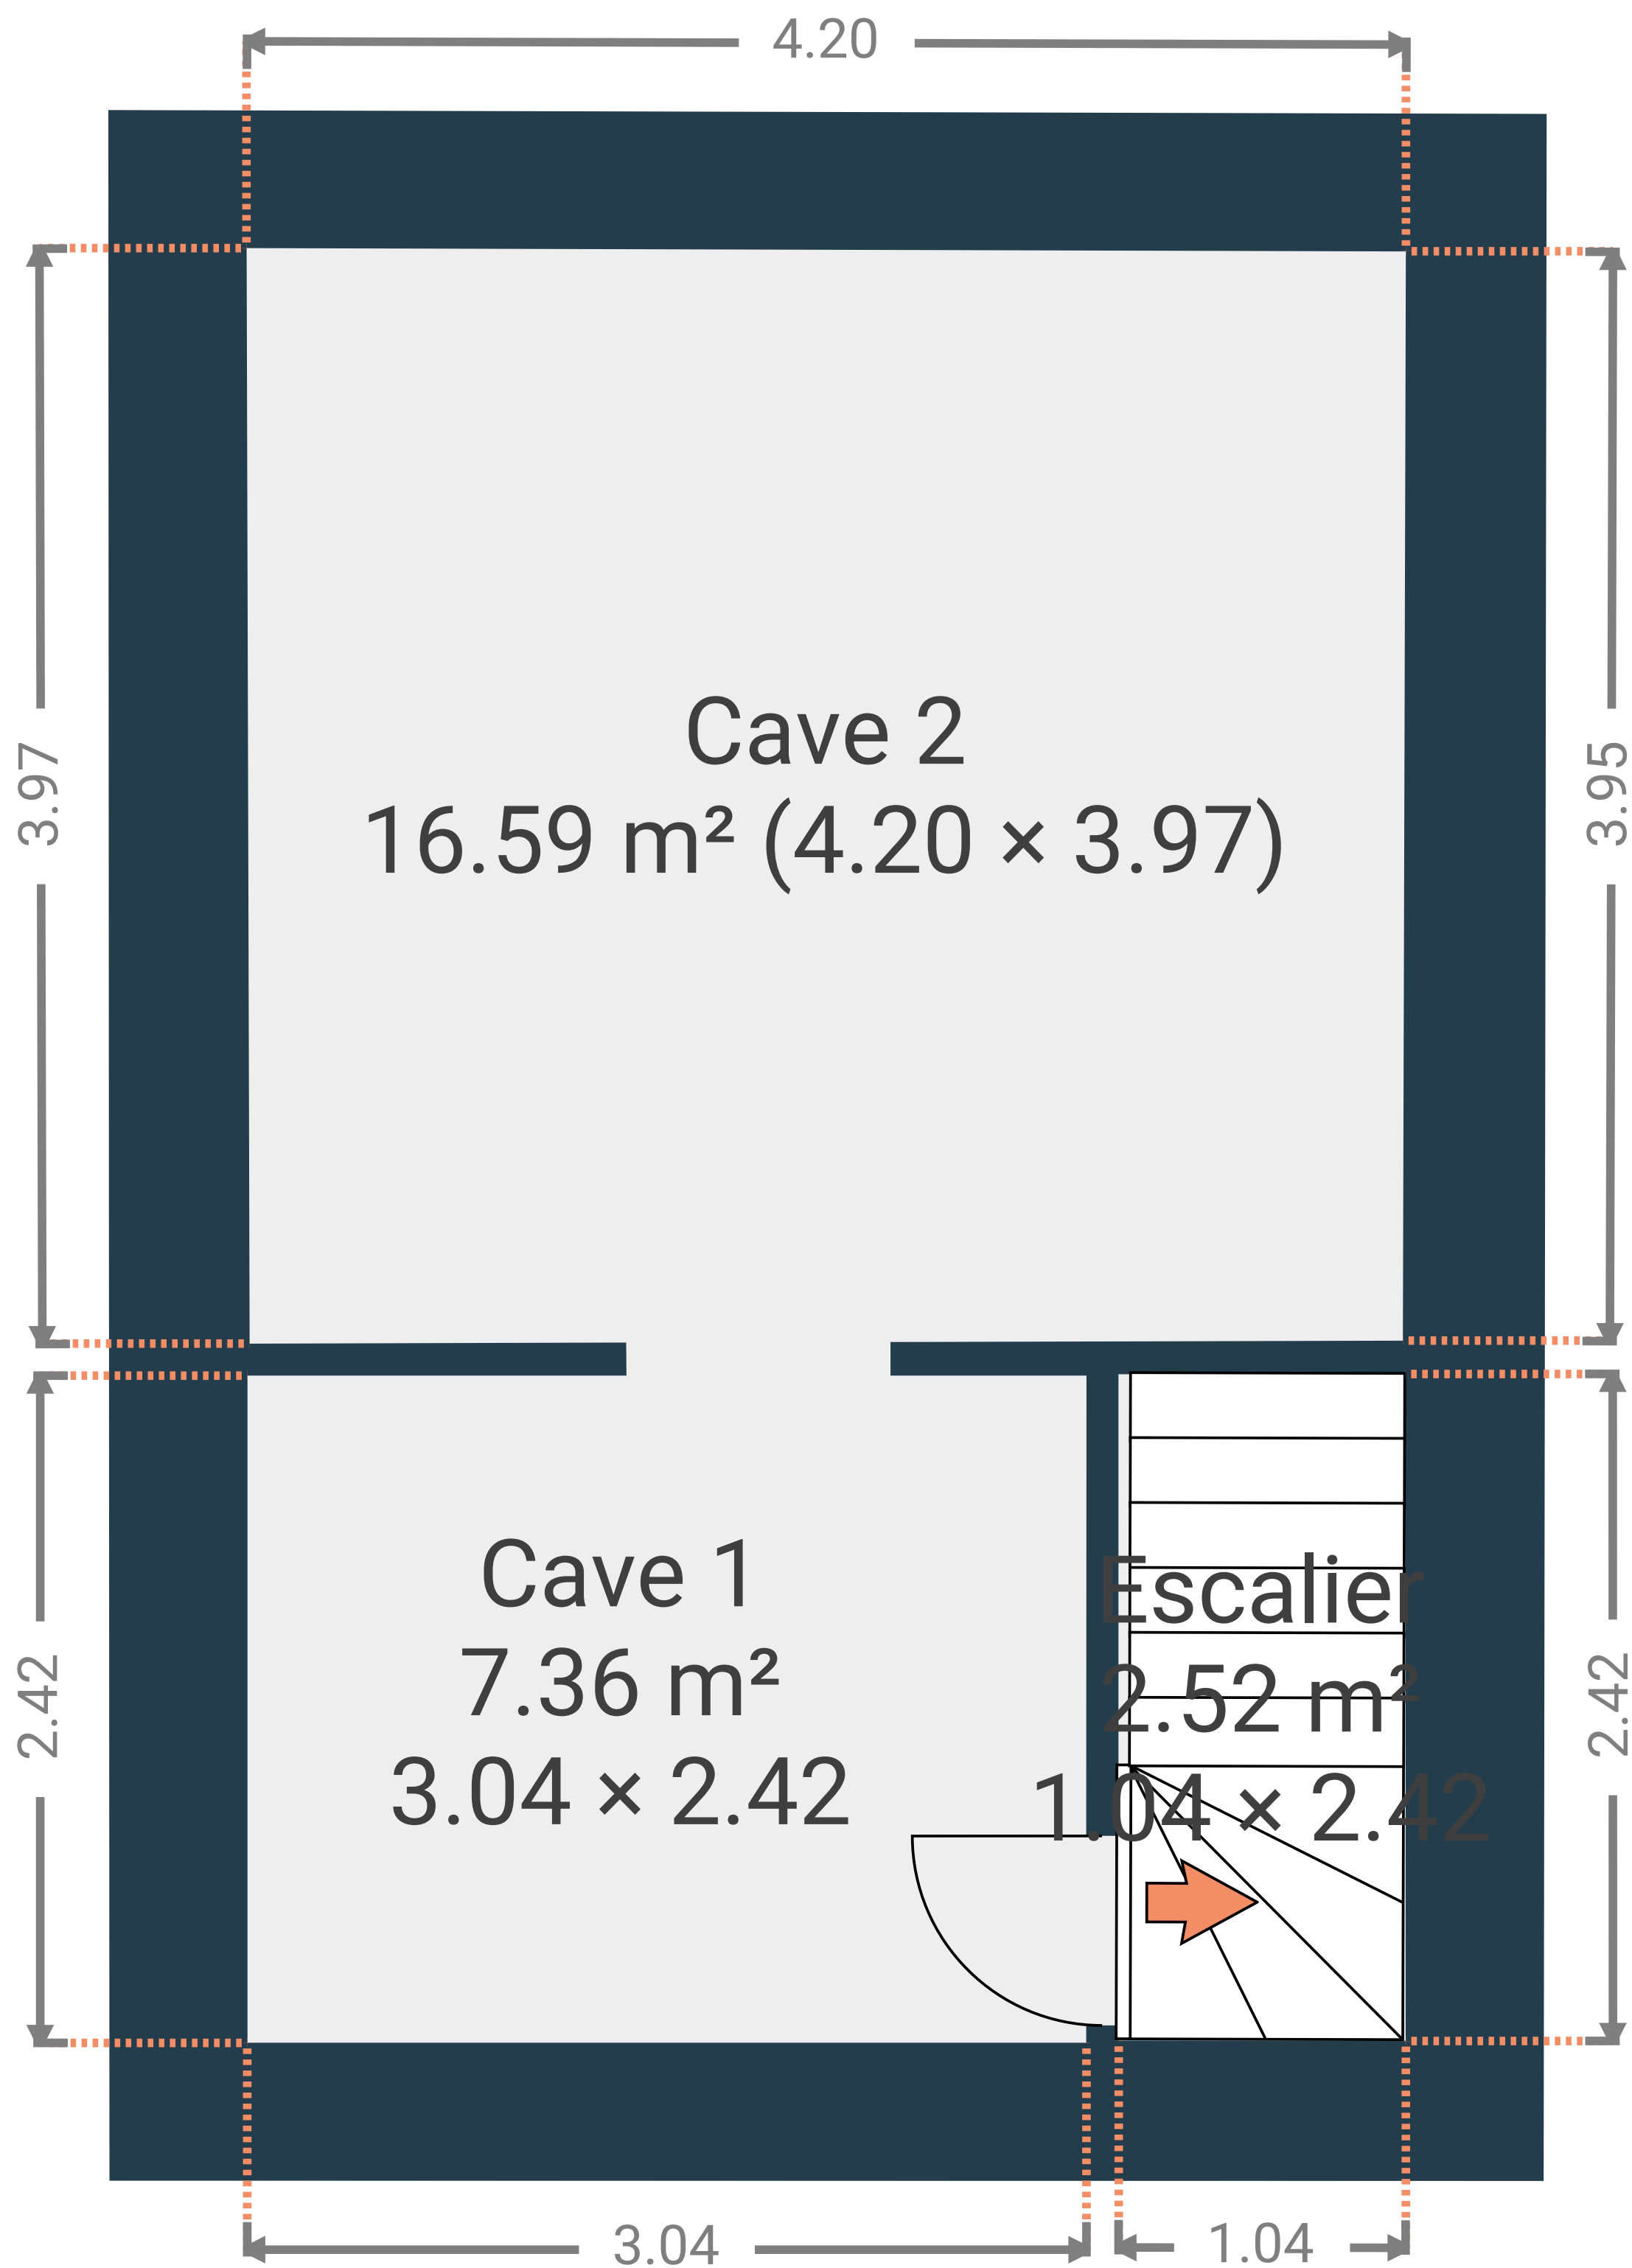 4.20
3.97
3.95
Cave 2
16.59 m² (4.20 × 3.97)
2.42
2.42
Cave 1
7.36 m²
3.04 × 2.42
Escalier
2.52 m²
1.04 × 2.42
3.04
1.04